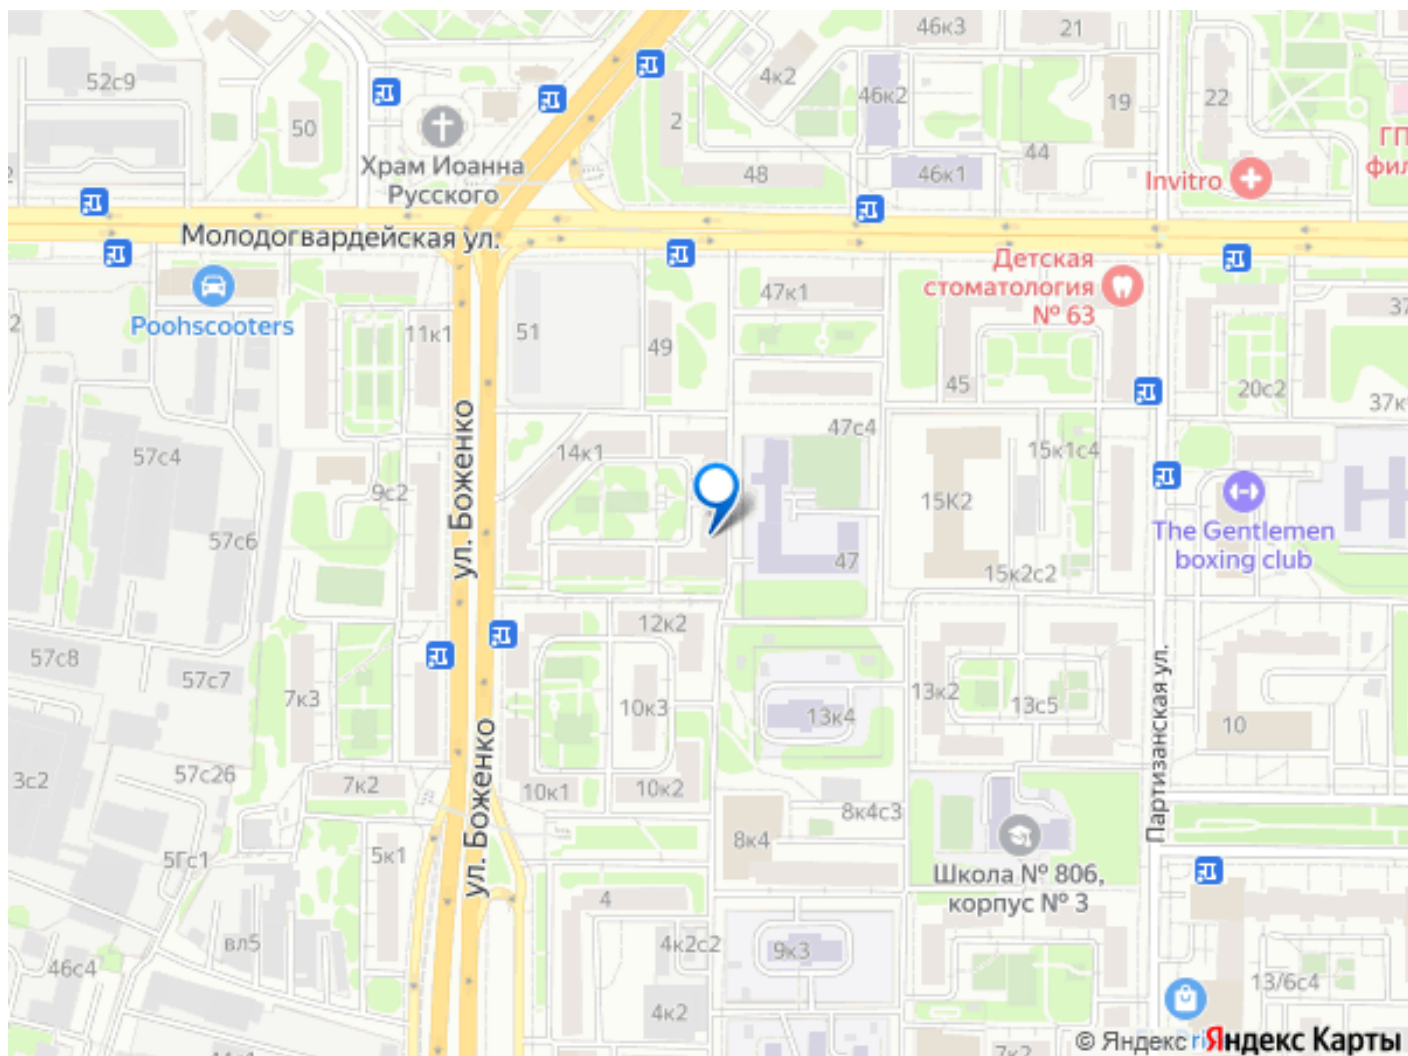 46к3
21
52с9
4к2
46к2
19
22
50
2
ГП
фил
Храм Иоанна
Русского
44
48
46к1
Invitro
Молодогвардейская ул.
Детская
стоматология
№ 63
47к1
Poohscooters
11к1
51
49
45
20с2
37к
47с4
14к1
15к1с4
57с4
9с2
ул. Боженко
15К2
The Gentlemen
boxing club
57с6
47
15к2с2
12к2
57с8
57с7
7к3
10к3
13к4
13к2
13с5
Партизанская ул.
10
3с2
57с26
7к2
10к1
10к2
ул. Боженко
8к4с3
8к4
5Гс1
5к1
Школа № 806,
корпус № 3
4
вл5
4к2с2
9к3
46с4
13/6с4
4к2
7к2
© Яндекс Яндекс Карты